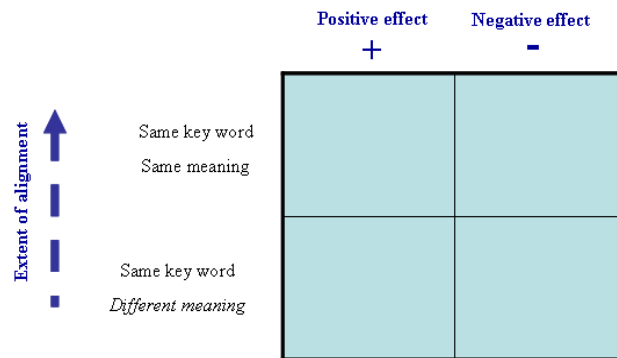 Positive effect
Negative effect
+
-
Extent of alignment
Same key word
Same meaning
Same key word
Different meaning